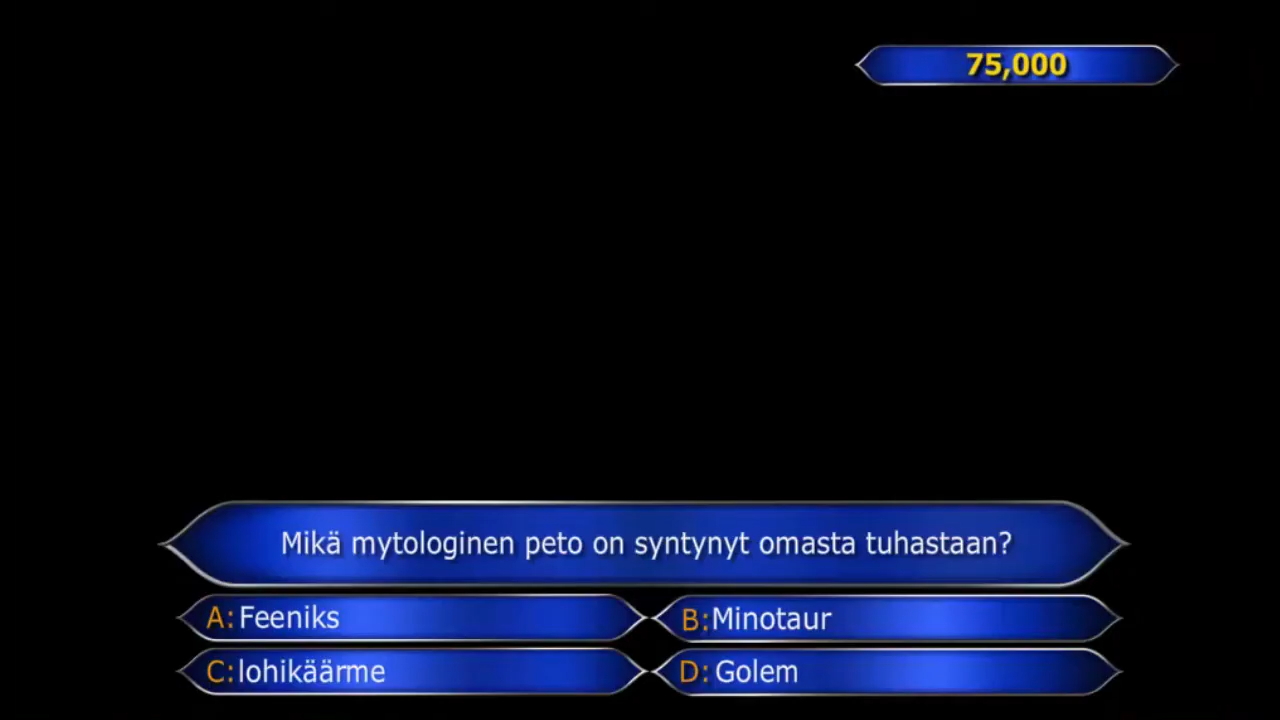 75,000
Mikä mytologinen peto on syntynyt omasta tuhastaan?
A: Feeniks
B: Minotaur
C: lohikäärme
D: Golem